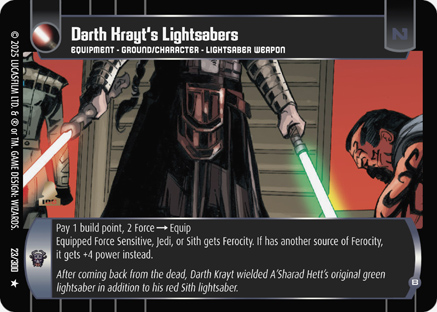 Darth Krayt's Lightsabers
EQUIPMENT - GROUND/CHARACTER - LIGHTSABER WEAPON
N
© 2025 LUCASFILM LTD. & ® or TM. GAME DESIGN: WIZARDS.
23/300 ★
Pay 1 build point, 2 Force → Equip
Equipped Force Sensitive, Jedi, or Sith gets Ferocity. If has another source of Ferocity,
it gets +4 power instead.
After coming back from the dead, Darth Krayt wielded A'Sharad Hett's original green
lightsaber in addition to his red Sith lightsaber.
B